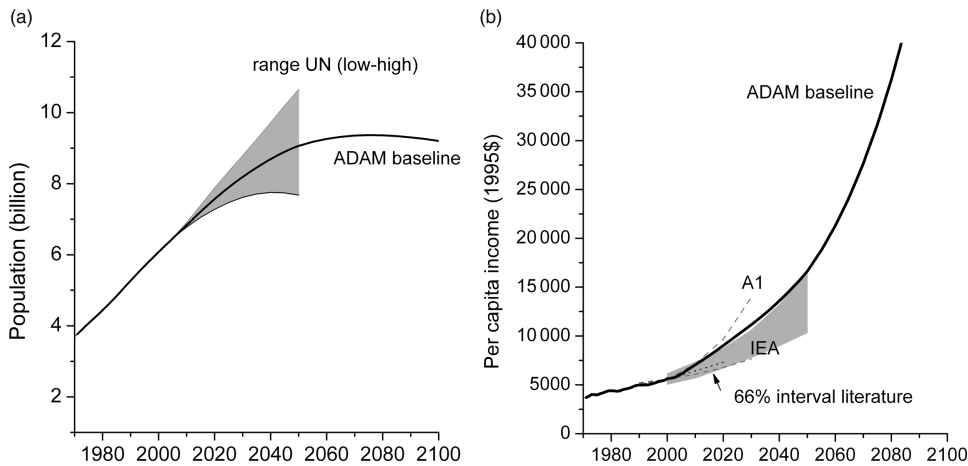 (a)
12
10
8
6
4
2
Population (billion)
range UN (low-high)
ADAM baseline
1980 2000 2020 2040 2060 2080 2100
(b)
40 000
35 000
30 000
25 000
20 000
15 000
10 000
5000
0
Per capita income (1995$)
ADAM baseline
A1
IEA
66% interval literature
1980 2000 2020 2040 2060 2080 2100